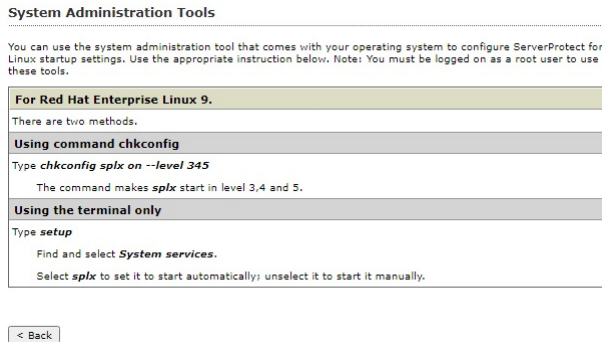 System Administration Tools
You can use the system administration tool that comes with your operating system to configure ServerProtect for
Linux startup settings. Use the appropriate instruction below. Note: You must be logged on as a root user to use
these tools.
For Red Hat Enterprise Linux 9.
There are two methods.
Using command chkconfig
Type chkconfig splx on --level 345
The command makes splx start in level 3,4 and 5.
Using the terminal only
Type setup
Find and select System services.
Select splx to set it to start automatically; unselect it to start it manually.
< Back